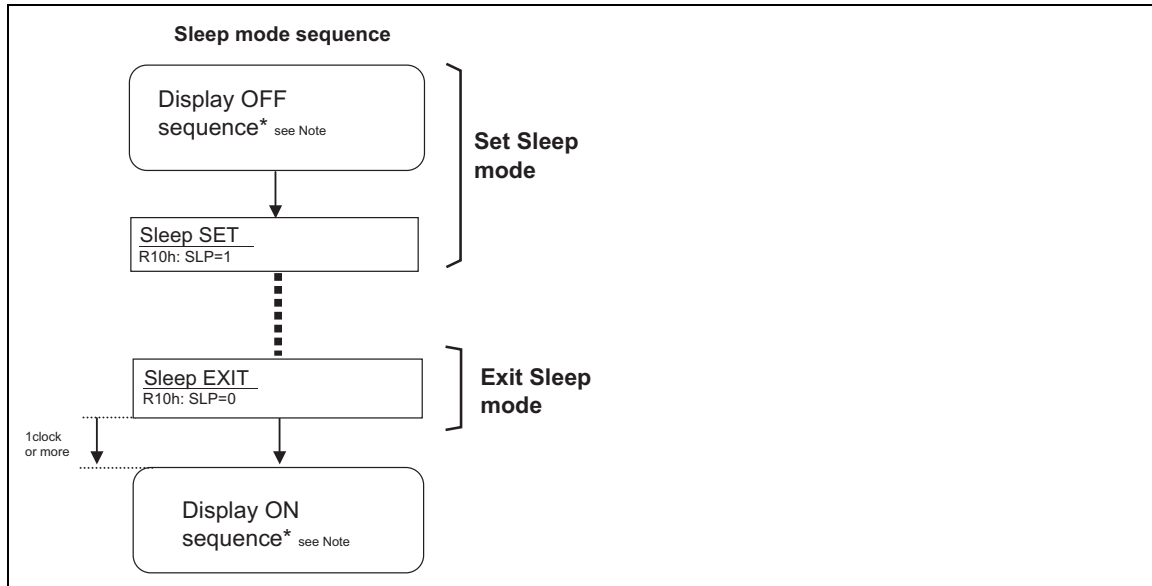 Sleep mode sequence
Display OFF
sequence* see Note
Set Sleep
mode
Sleep SET
R10h: SLP=1
Sleep EXIT
R10h: SLP=0
Exit Sleep
mode
1clock
or more
Display ON
sequence* see Note